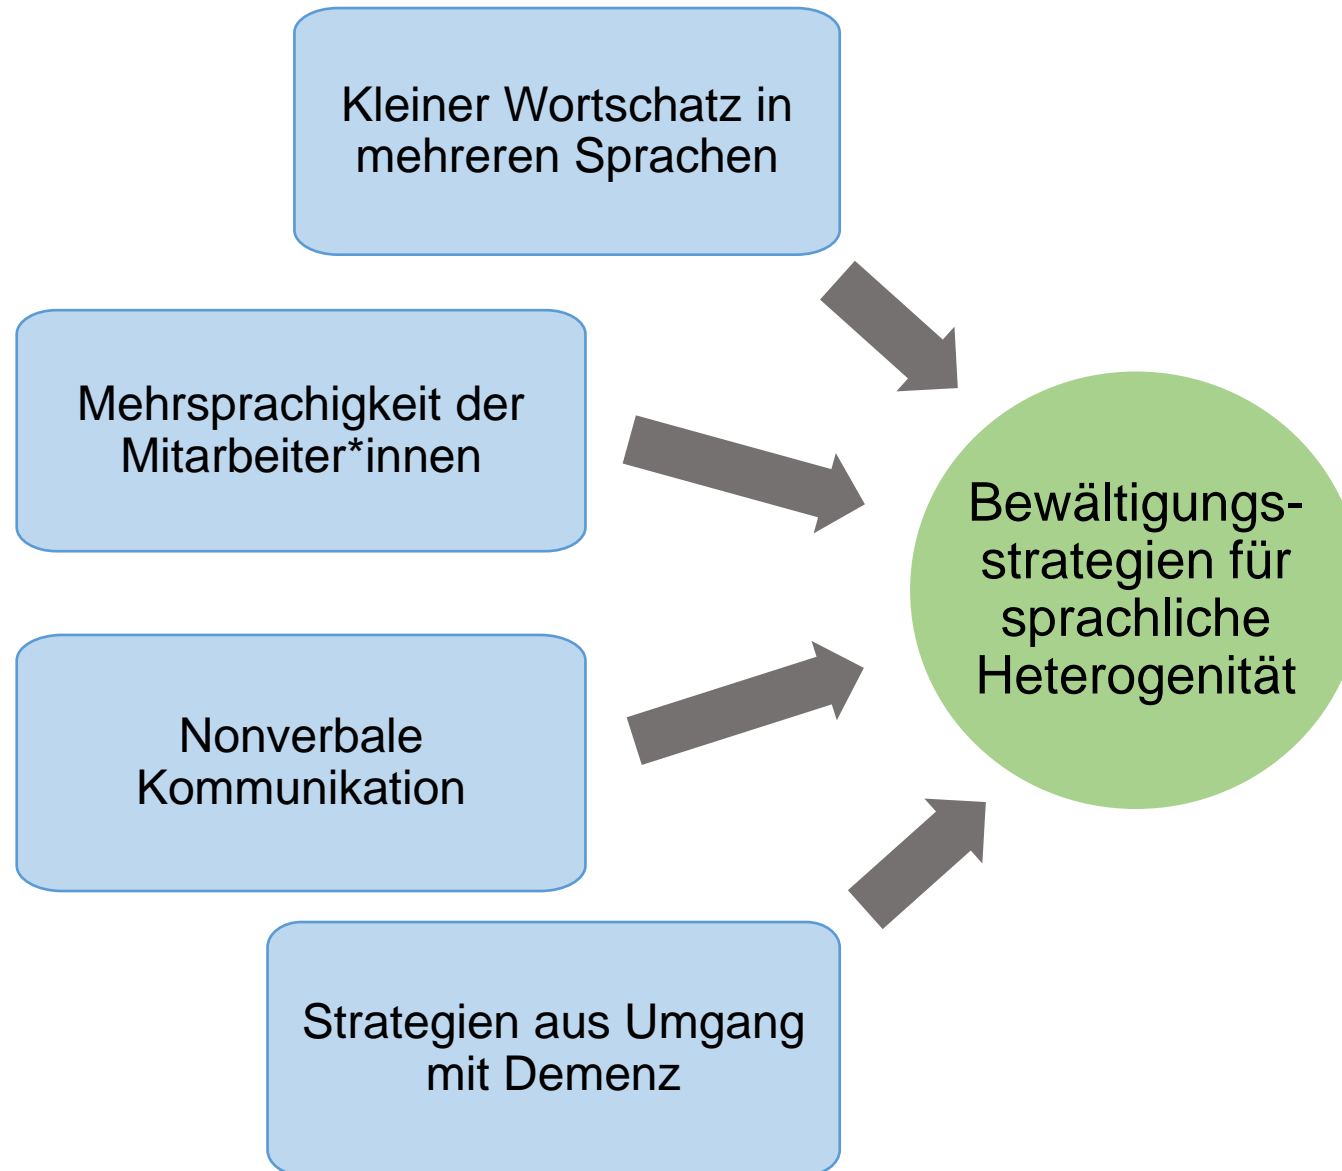 Kleiner Wortschatz in
mehreren Sprachen
Mehrsprachigkeit der
Mitarbeiter*innen
Nonverbale
Kommunikation
Strategien aus Umgang
mit Demenz
Bewältigungs-
strategien für
sprachliche
Heterogenität